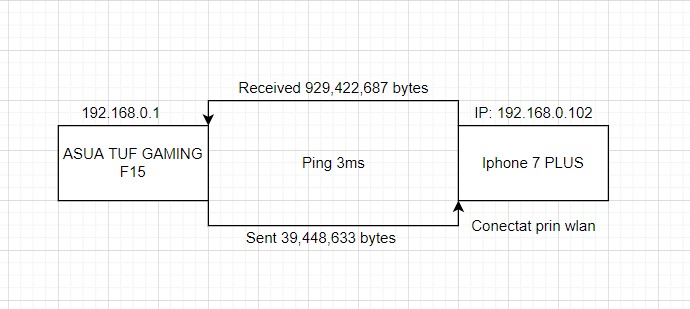 Received 929,422,687 bytes
192.168.0.1
IP: 192.168.0.102
ASUA TUF GAMING
F15
Ping 3ms
Iphone 7 PLUS
Sent 39,448,633 bytes
Conectat prin wlan